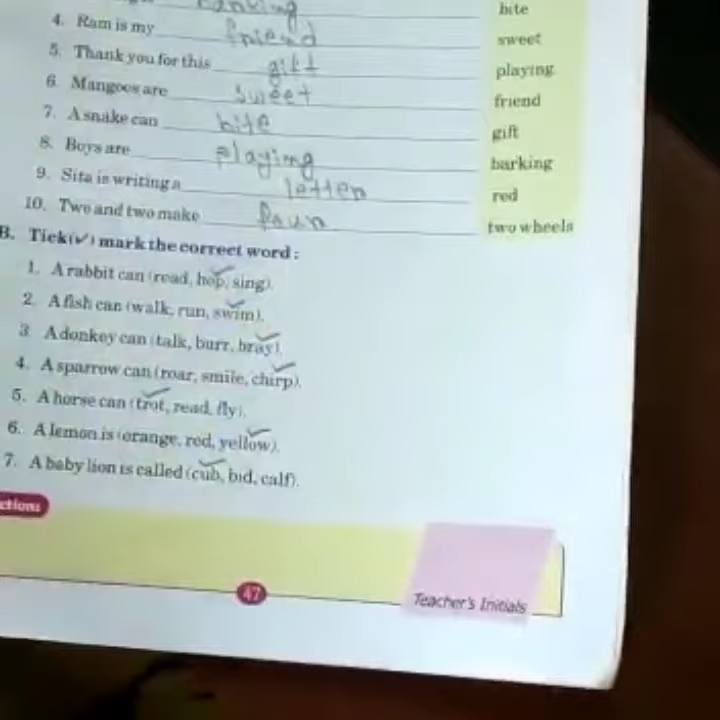 barking bite
4. Ram is my friend sweet
5. Thank you for this gift playing
6. Mangoes are sweet friend
7. A snake can bite gift
8. Boys are playing barking
9. Sita is writing a letter red
10. Two and two make four two wheels
B. Tick(✓) mark the correct word :
1. A rabbit can (read, hop, sing).
2. A fish can (walk, run, swim).
3. A donkey can (talk, burr, bray).
4. A sparrow can (roar, smile, chirp).
5. A horse can (trot, read, fly).
6. A lemon is (orange, red, yellow).
7. A baby lion is called (cub, bid, calf).
ctions
47
Teacher's Initials